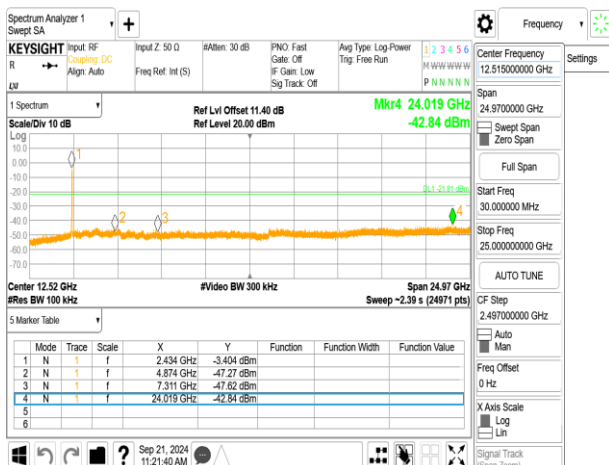 Spectrum Analyzer 1
Swept SA
Frequency
KEYSIGHT
R
LXI
Input: RF
Coupling: DC
Align: Auto
Input Z: 50 Ω
Freq Ref: Int (S)
#Atten: 30 dB
PNO: Fast
Gate: Off
IF Gain: Low
Sig Track: Off
Avg Type: Log-Power
Trig: Free Run
1 2 3 4 5 6
M W W W W W
P N N N N N
Center Frequency
12.515000000 GHz
Settings
Span
24.9700000 GHz
Swept Span
Zero Span
Full Span
Start Freq
30.000000 MHz
Stop Freq
25.000000000 GHz
AUTO TUNE
CF Step
2.497000000 GHz
Auto
Man
Freq Offset
0 Hz
X Axis Scale
Log
Lin
Signal Track
(Span Zoom)
1 Spectrum
Scale/Div 10 dB
Ref Lvl Offset 11.40 dB
Ref Level 20.00 dBm
Mkr4 24.019 GHz
-42.84 dBm
Log
10.0
0.00
-10.0
-20.0
-30.0
-40.0
-50.0
-60.0
-70.0
1
2
3
4
DL1 -21.81 dBm
Center 12.52 GHz
#Video BW 300 kHz
Span 24.97 GHz
#Res BW 100 kHz
Sweep ~2.39 s (24971 pts)
5 Marker Table
Mode Trace Scale X Y Function Function Width Function Value
1 N 1 f 2.434 GHz -3.404 dBm
2 N 1 f 4.874 GHz -47.27 dBm
3 N 1 f 7.311 GHz -47.62 dBm
4 N 1 f 24.019 GHz -42.84 dBm
5
6
Sep 21, 2024
11:21:40 AM